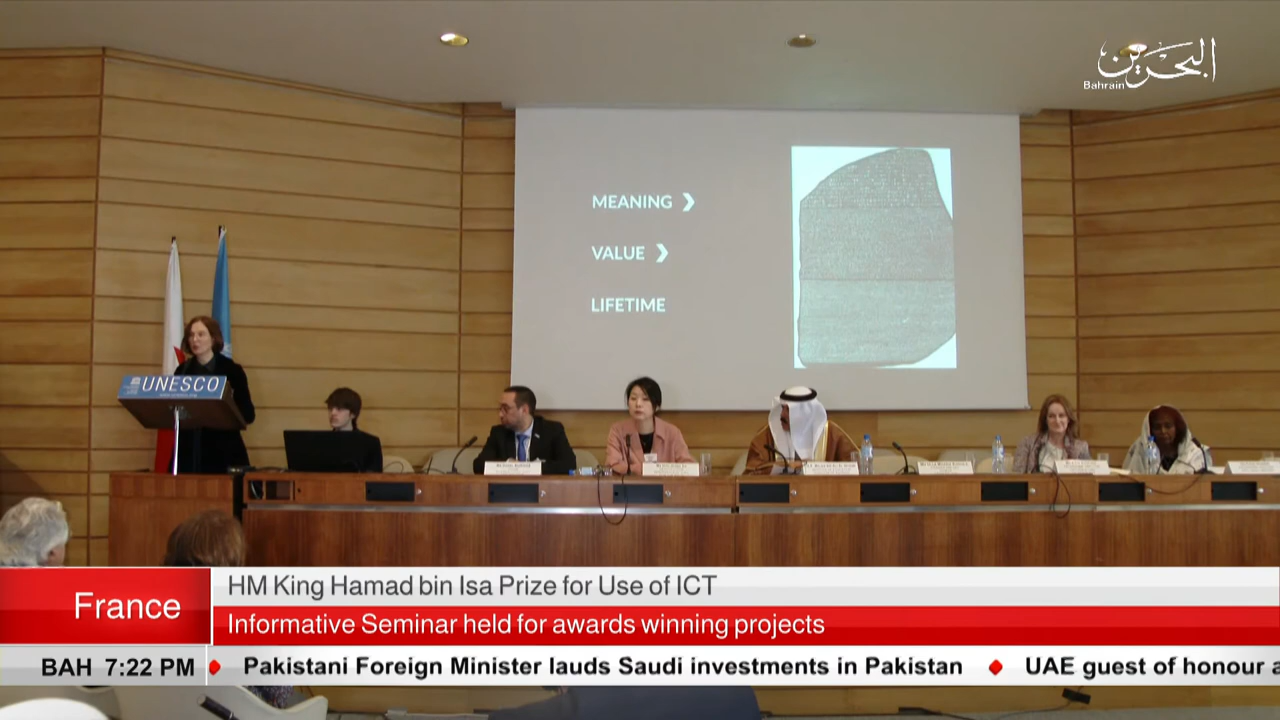 البحرين
Bahrain
MEANING ❯
VALUE ❯
LIFETIME
UNESCO
France
HM King Hamad bin Isa Prize for Use of ICT
Informative Seminar held for awards winning projects
BAH 7:22 PM
Pakistani Foreign Minister lauds Saudi investments in Pakistan ♦ UAE guest of honour a